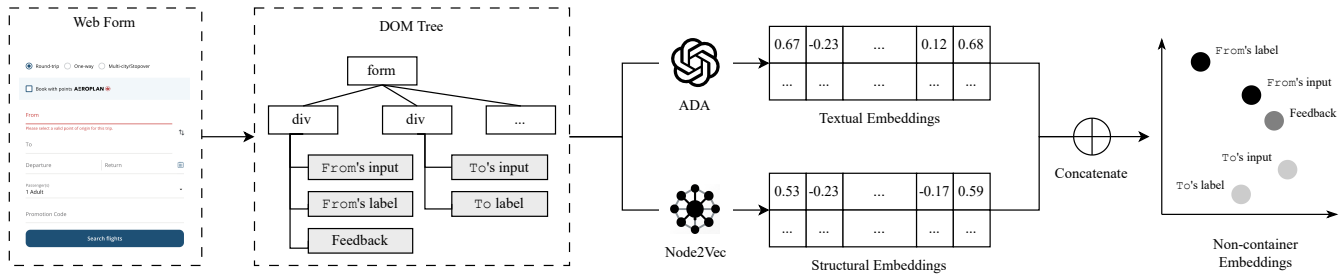 Web Form
Round-trip One-way Multi-city/Stopover
Book with points AEROPLAN
From
Please select a valid point of origin for this trip
To
Departure Return
Passenger(s)
1 Adult
Promotion Code
Search flights
DOM Tree
form
div div ...
From's input To's input
From's label To label
Feedback
ADA
Node2Vec
0.67 -0.23 ... 0.12 0.68
... ... ... ... ...
Textual Embeddings
0.53 -0.23 ... -0.17 0.59
... ... ... ... ...
Structural Embeddings
Concatenate
From's label
From's input
Feedback
To's input
To's label
Non-container
Embeddings